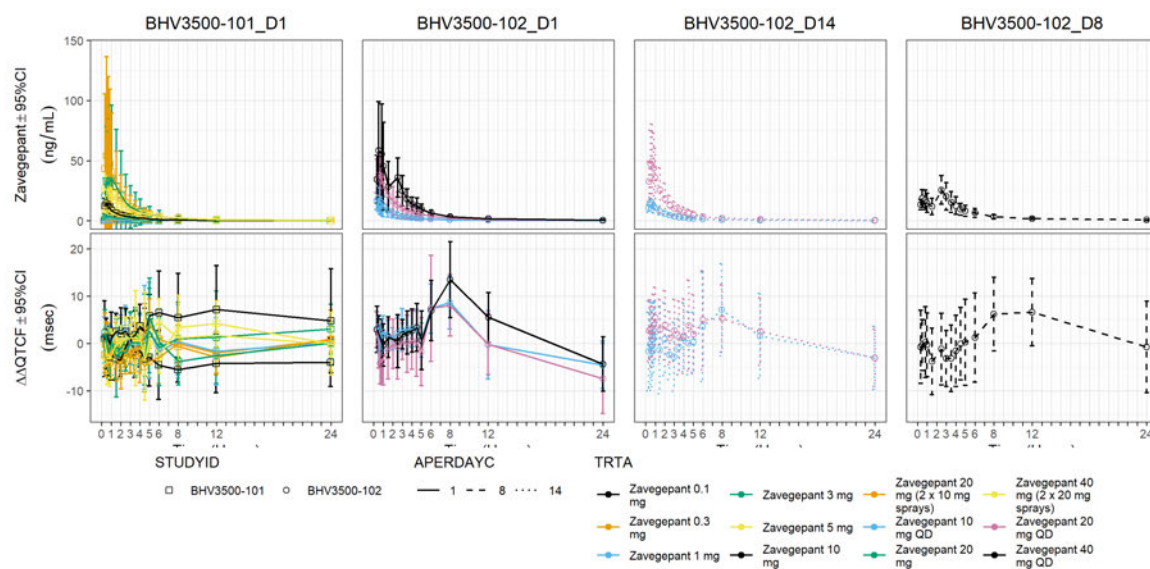 BHV3500-101_D1 BHV3500-102_D1 BHV3500-102_D14 BHV3500-102_D8
Zavegepant ± 95%CI
(ng/mL)
150
100
50
0
ΔΔQTCF ± 95%CI
(msec)
20
10
0
-10
0 1 2 3 4 5 6 8 12 24
0 1 2 3 4 5 6 8 12 24
0 1 2 3 4 5 6 8 12 24
0 1 2 3 4 5 6 8 12 24
STUDYID
BHV3500-101 BHV3500-102
APERDAYC
1 8 14
TRTA
Zavegepant 0.1
mg
Zavegepant 0.3
mg
Zavegepant 1 mg
Zavegepant 3 mg
Zavegepant 5 mg
Zavegepant 10
mg
Zavegepant 20
mg (2 x 10 mg
sprays)
Zavegepant 10
mg QD
Zavegepant 20
mg
Zavegepant 40
mg (2 x 20 mg
sprays)
Zavegepant 20
mg QD
Zavegepant 40
mg QD